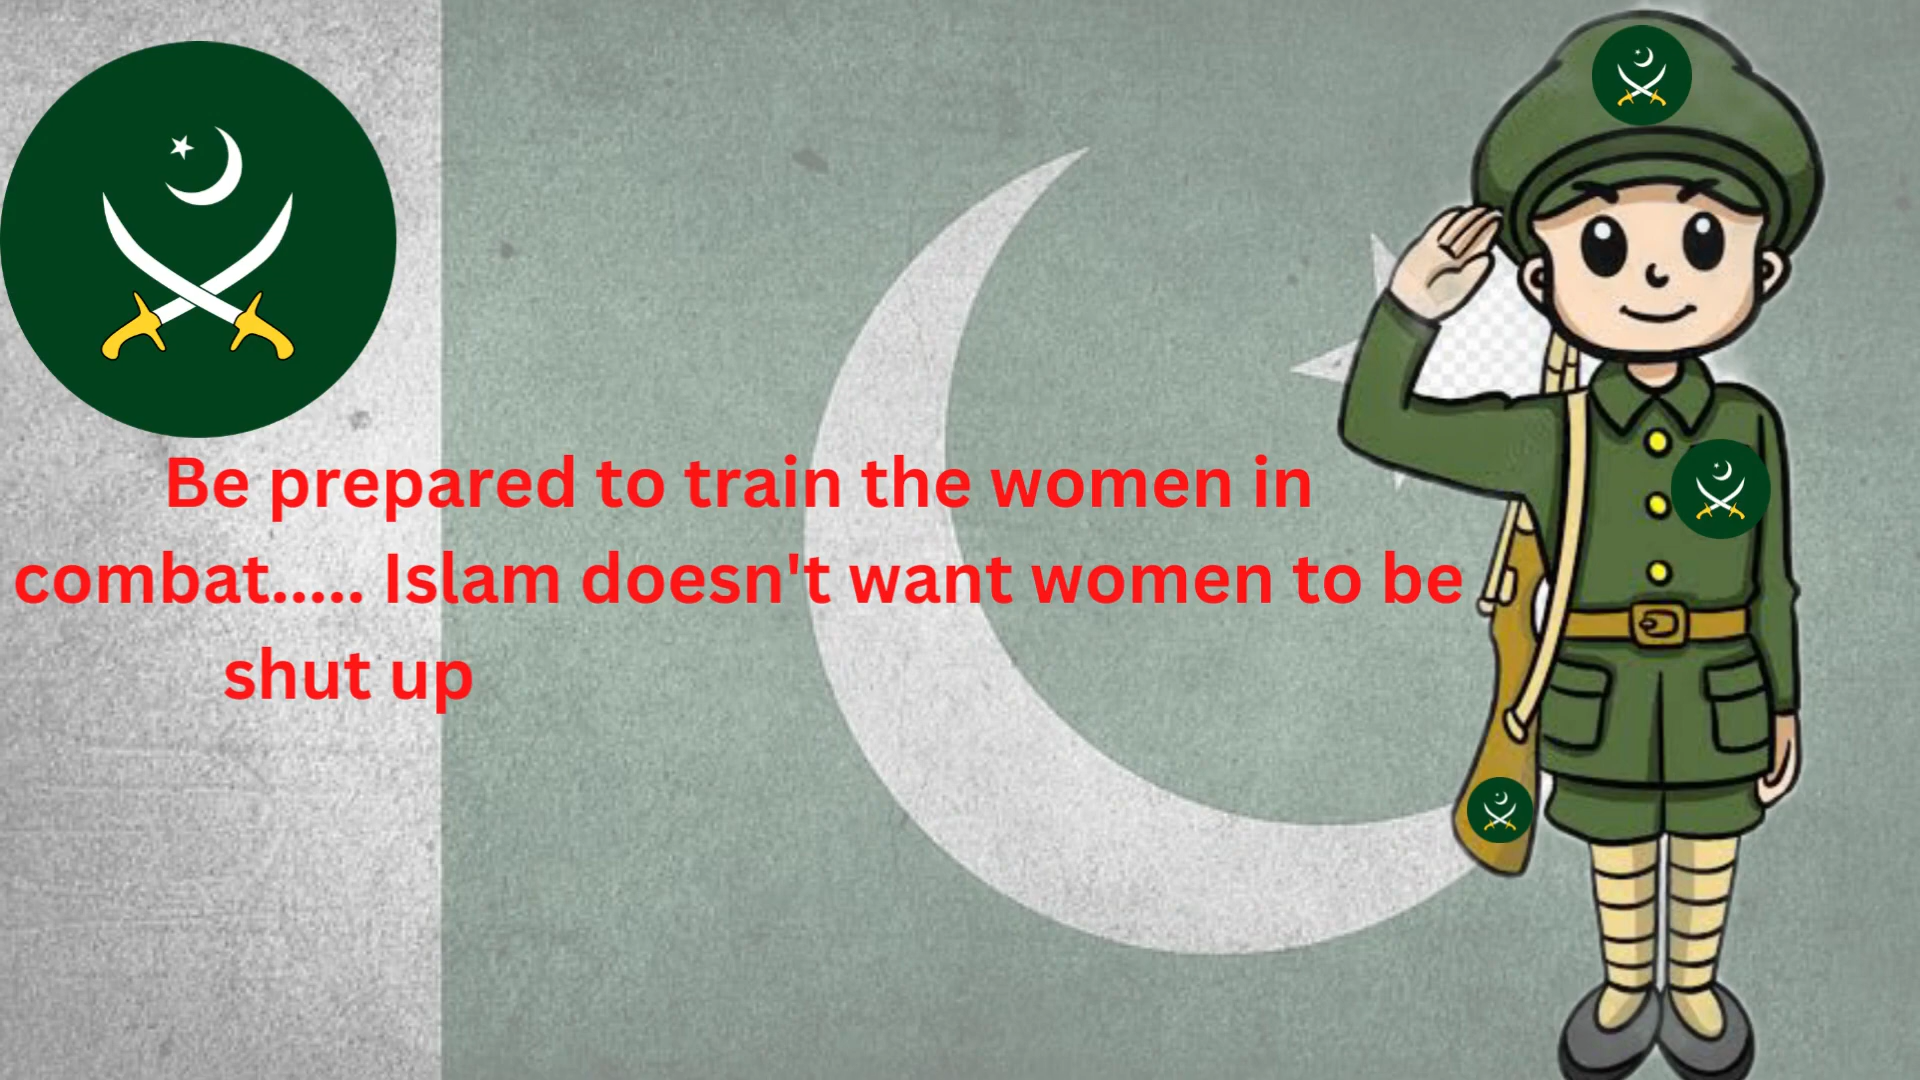 Be prepared to train the women in
combat..... Islam doesn't want women to be
shut up